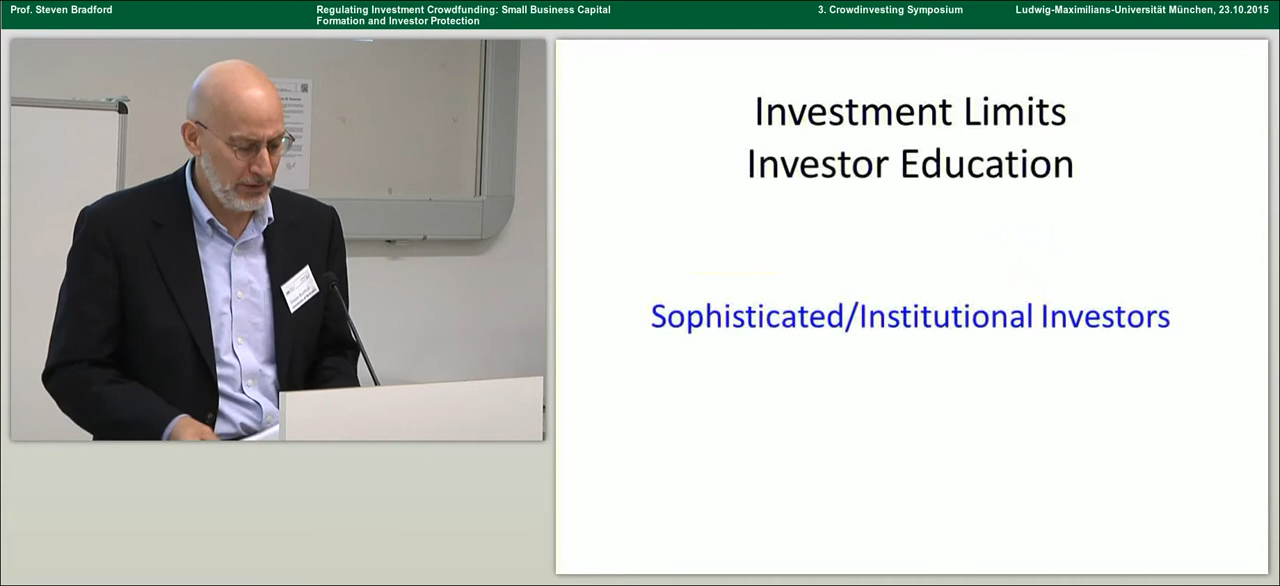 Prof. Steven Bradford
Regulating Investment Crowdfunding: Small Business Capital
Formation and Investor Protection
3. Crowdinvesting Symposium
Ludwig-Maximilians-Universität München, 23.10.2015
Investment Limits
Investor Education
Sophisticated/Institutional Investors